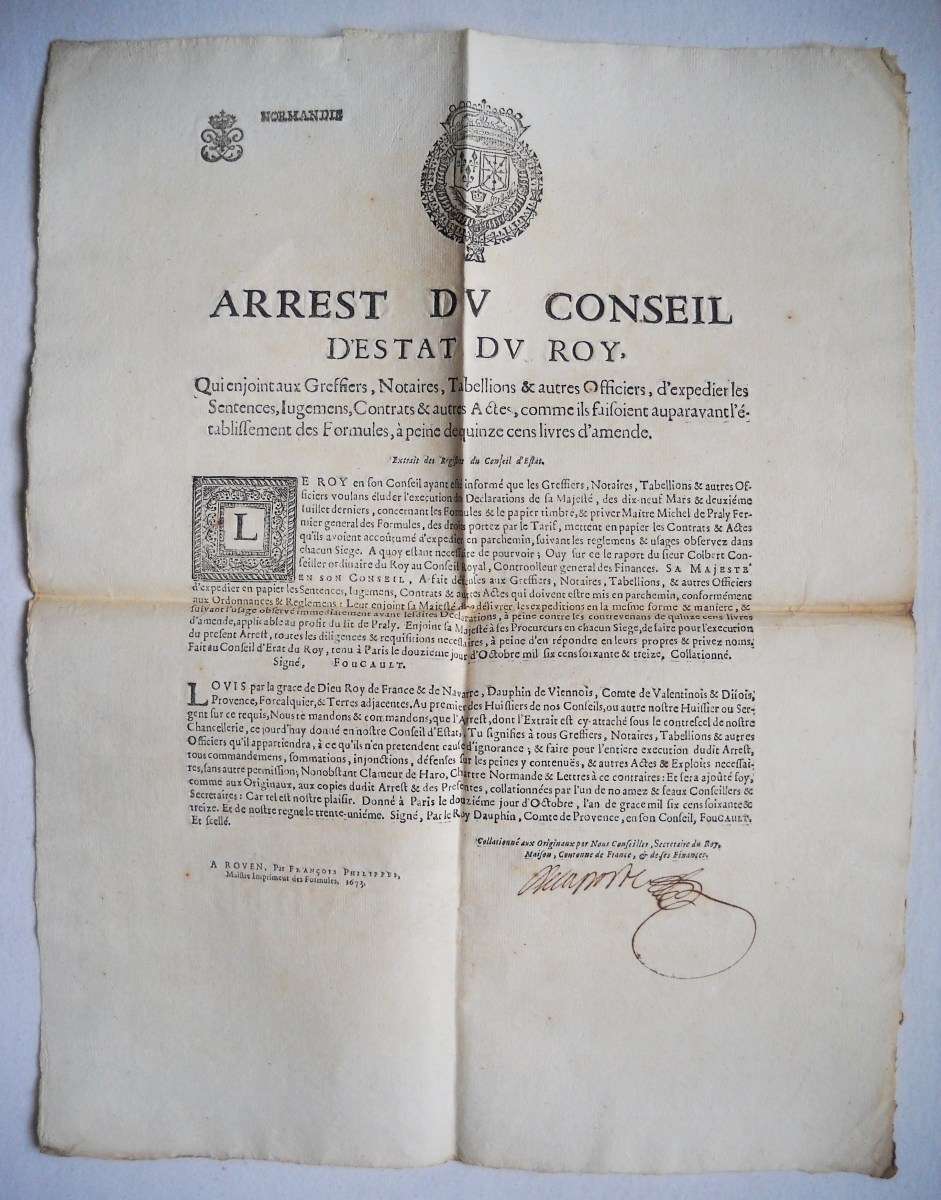 NORMANDIE
ARREST DV CONSEIL
D'ESTAT DV ROY,
Qui enjoint aux Greffiers, Notaires, Tabellions & autres Officiers, d'expedier les
Sentences, Iugemens, Contrats & autres Actes, comme ils faisoient auparavant l'é-
tablissement des Formules, à peine de quinze cens livres d'amende.
Extrait des Registres du Conseil d'Estat.
LE ROY en son Conseil ayant esté informé que les Greffiers, Notaires, Tabellions & autres Of-
ficiers voulans éluder l'execution des Declarations de sa Majesté, des dix-neuf Mars & deuxiéme
Iuillet derniers, concernant les Formules & le papier timbré, & priver Maître Michel de Praly Fer-
mier general des Formules, des droits portez par le Tarif, mettent en papier les Contrats & Actes
qu'ils avoient accoûtumé d'expedier en parchemin, suivant les reglemens & usages observez dans
chacun Siege. A quoy estant necessaire de pourvoir; Ouy sur ce le raport du sieur Colbert Con-
seiller ordinaire du Roy au Conseil Royal, Controolleur general des Finances. SA MAJESTÉ
EN SON CONSEIL, A fait défenses aux Greffiers, Notaires, Tabellions, & autres Officiers
d'expedier en papier les Sentences, Iugemens, Contrats & autres Actes qui doivent estre mis en parchemin, conformément
aux Ordonnances & Reglemens: Leur enjoint sa Majesté de délivrer les expeditions en la mesme forme & maniere, &
suivant l'usage observé immediatement avant lesdites Declarations, à peine contre les contrevenans de quinze cens livres
d'amende, applicable au profit dudit de Praly. Enjoint sa Majesté à ses Procureurs en chacun Siege, de faire pour l'execution
du present Arrest, toutes les diligences & requisitions necessaires, à peine d'en répondre en leurs propres & privez noms.
Fait au Conseil d'Etat du Roy, tenu à Paris le douziéme jour d'Octobre mil six cens soixante & treize, Collationné.
Signé, FOUCAULT.
LOVIS par la grace de Dieu Roy de France & de Navarre, Dauphin de Viennois, Comte de Valentinois & Diois,
Provence, Forcalquier, & Terres adjacentes. Au premier des Huissiers de nos Conseils, ou autre nostre Huissier ou Ser-
gent sur ce requis, Nous te mandons & commandons, que l'Arrest, dont l'Extrait est cy-attaché sous le contrescel de nostre
Chancellerie, ce jourd'huy donné en nostre Conseil d'Estat, Tu signifies à tous Greffiers, Notaires, Tabellions & autres
Officiers qu'il appartiendra, à ce qu'ils n'en pretendent cause d'ignorance; & faire pour l'entiere execution dudit Arrest,
tous commandemens, sommations, injonctions, défenses sur les peines y contenuës, & autres Actes & Exploits necessai-
res, sans autre permission; Nonobstant Clameur de Haro, Chartre Normande & Lettres à ce contraires: Et sera ajoûté foy,
comme aux Originaux, aux copies dudit Arrest & des Presentes, collationnées par l'un de no amez & feaux Conseillers &
Secretaires: Car tel est nostre plaisir. Donné à Paris le douziéme jour d'Octobre, l'an de grace mil six cens soixante &
treize. Et de nostre regne le trente-uniéme. Signé, Par le Roy Dauphin, Comte de Provence, en son Conseil, FOUCAULT.
Et scellé.
Collationné aux Originaux par Nous Conseiller, Secretaire du Roy,
Maison, Couronne de France, & de ses Finances.
A ROVEN, Par FRANÇOIS PHILIPPES,
Maistre Imprimeur des Formules, 1673.